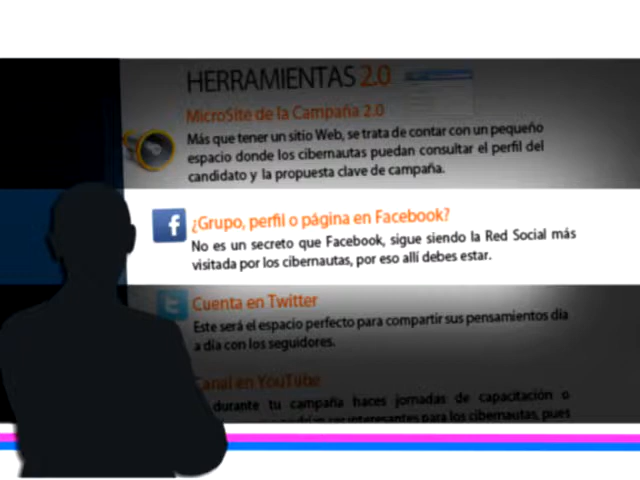 HERRAMIENTAS 2.0
MicroSite de la Campaña 2.0
Más que tener un sitio Web, se trata de contar con un pequeño
espacio donde los cibernautas puedan consultar el perfil del
candidato y la propuesta clave de campaña.
f
¿Grupo, perfil o página en Facebook?
No es un secreto que Facebook, sigue siendo la Red Social más
visitada por los cibernautas, por eso allí debes estar.
t
Cuenta en Twitter
Este será el espacio perfecto para compartir sus pensamientos día
a día con los seguidores.
Canal en YouTube
durante tu campaña haces jornadas de capacitación o
interesantes para los cibernautas, pues